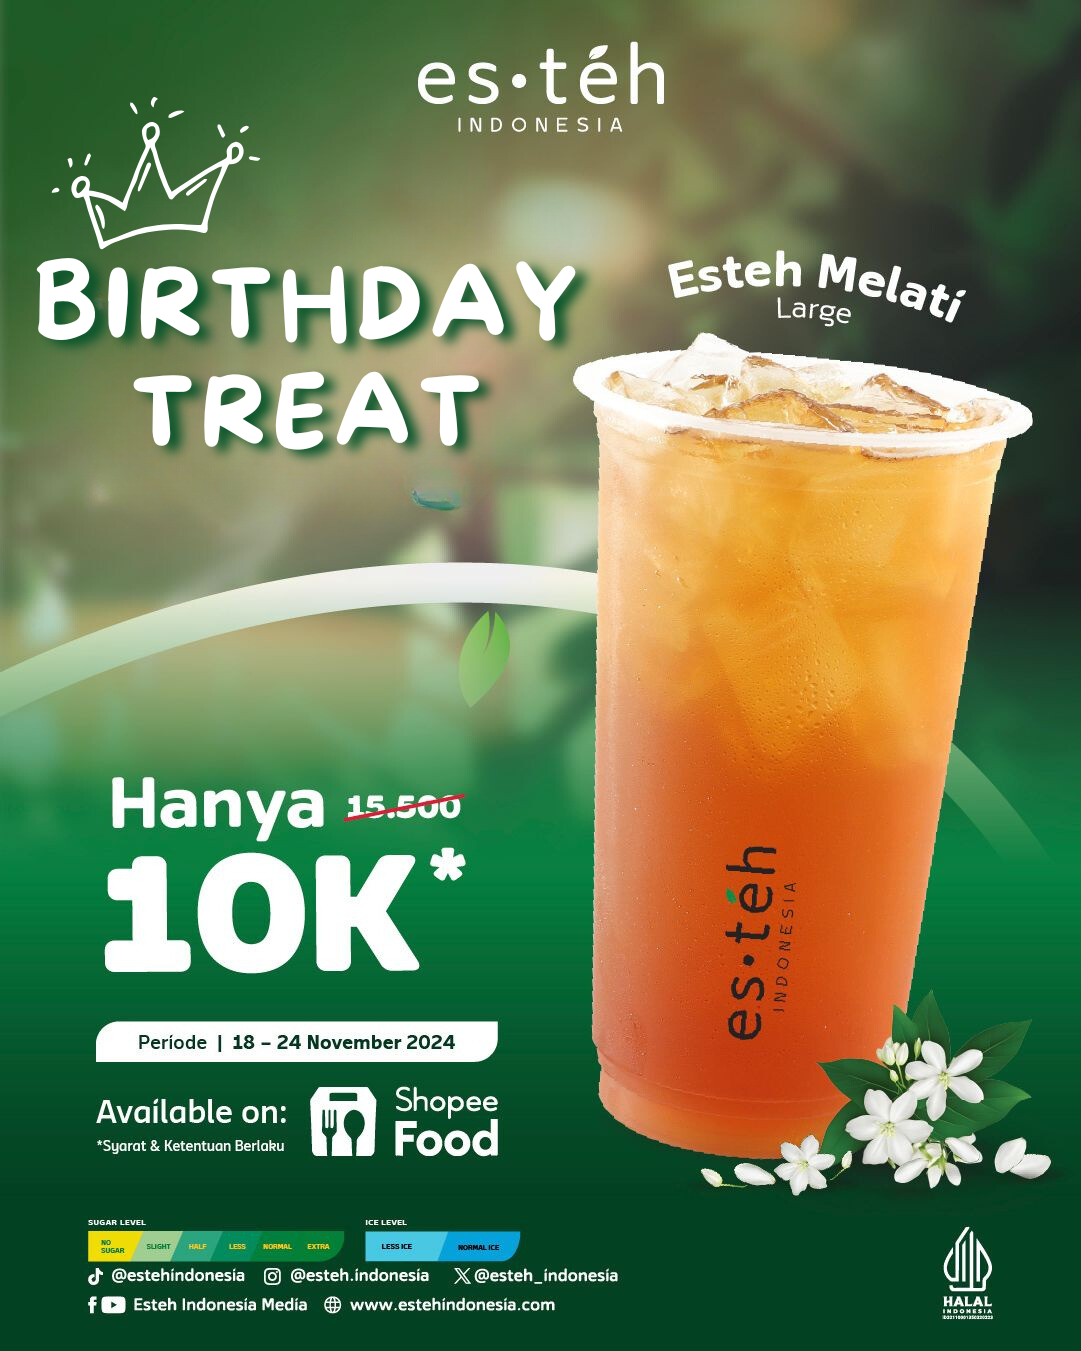 es•téh
INDONESIA
BIRTHDAY
TREAT
Esteh Melati
Large
Hanya 15.500
10K*
es•téh
INDONESIA
Periode | 18 – 24 November 2024
Available on:
*Syarat & Ketentuan Berlaku
Shopee
Food
SUGAR LEVEL
NO SUGAR SLIGHT HALF LESS NORMAL EXTRA
ICE LEVEL
LESS ICE NORMAL ICE
@estehindonesia @esteh.indonesia @esteh_indonesia
Esteh Indonesia Media www.estehindonesia.com
HALAL
INDONESIA